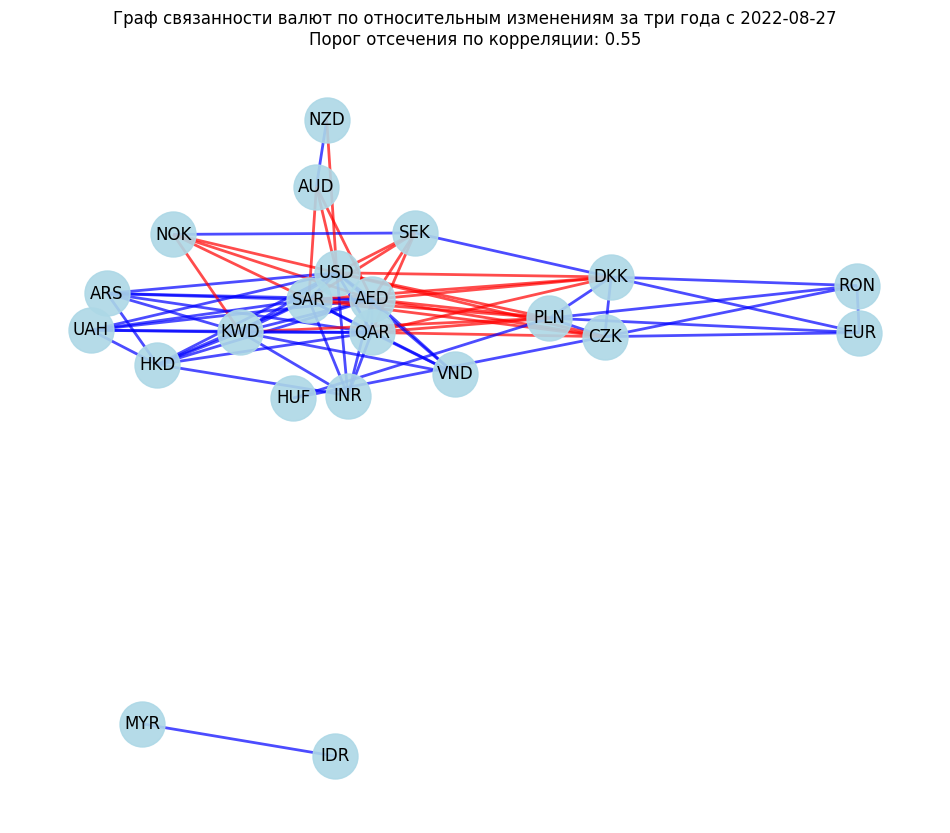 Граф связанности валют по относительным изменениям за три года с 2022-08-27
Порог отсечения по корреляции: 0.55
NZD
AUD
NOK
SEK
USD
DKK
ARS
SAR
AED
RON
UAH
KWD
QAR
PLN
CZK
EUR
HKD
VND
HUF
INR
MYR
IDR